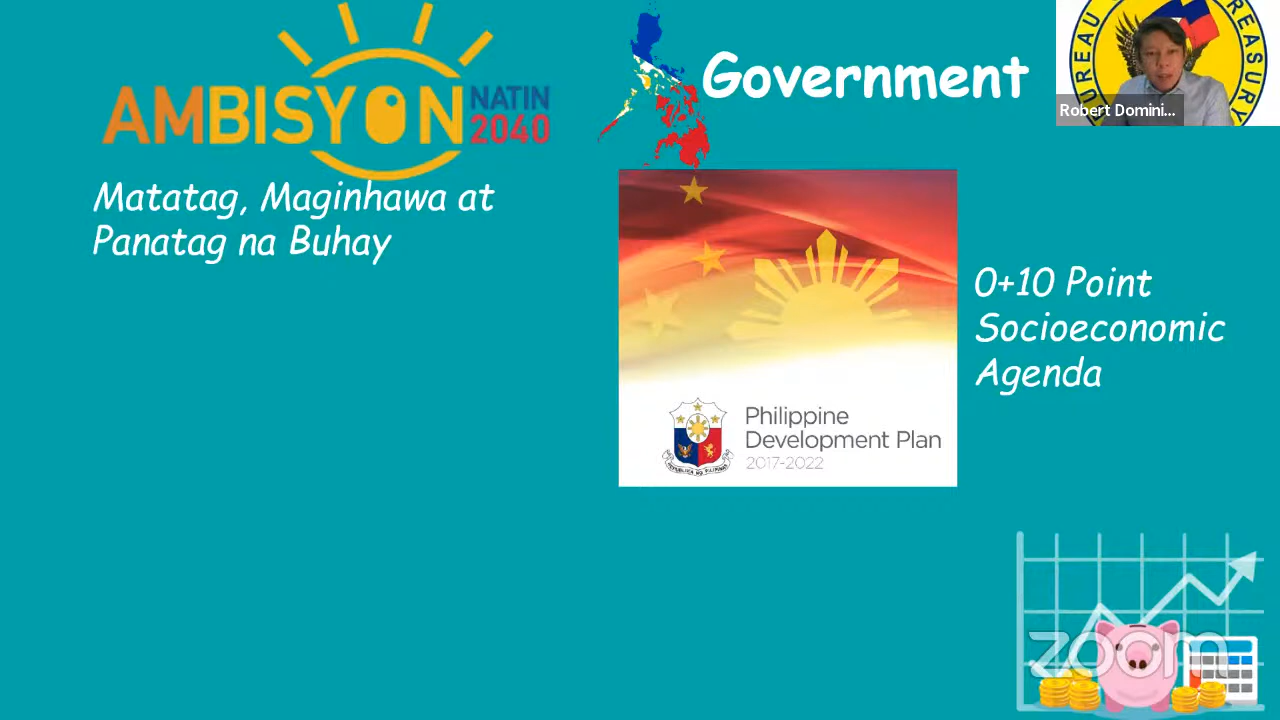 AMBISYON NATIN 2040
Matatag, Maginhawa at
Panatag na Buhay
Government
Robert Domini...
0+10 Point
Socioeconomic
Agenda
Philippine
Development Plan
2017-2022
zoom